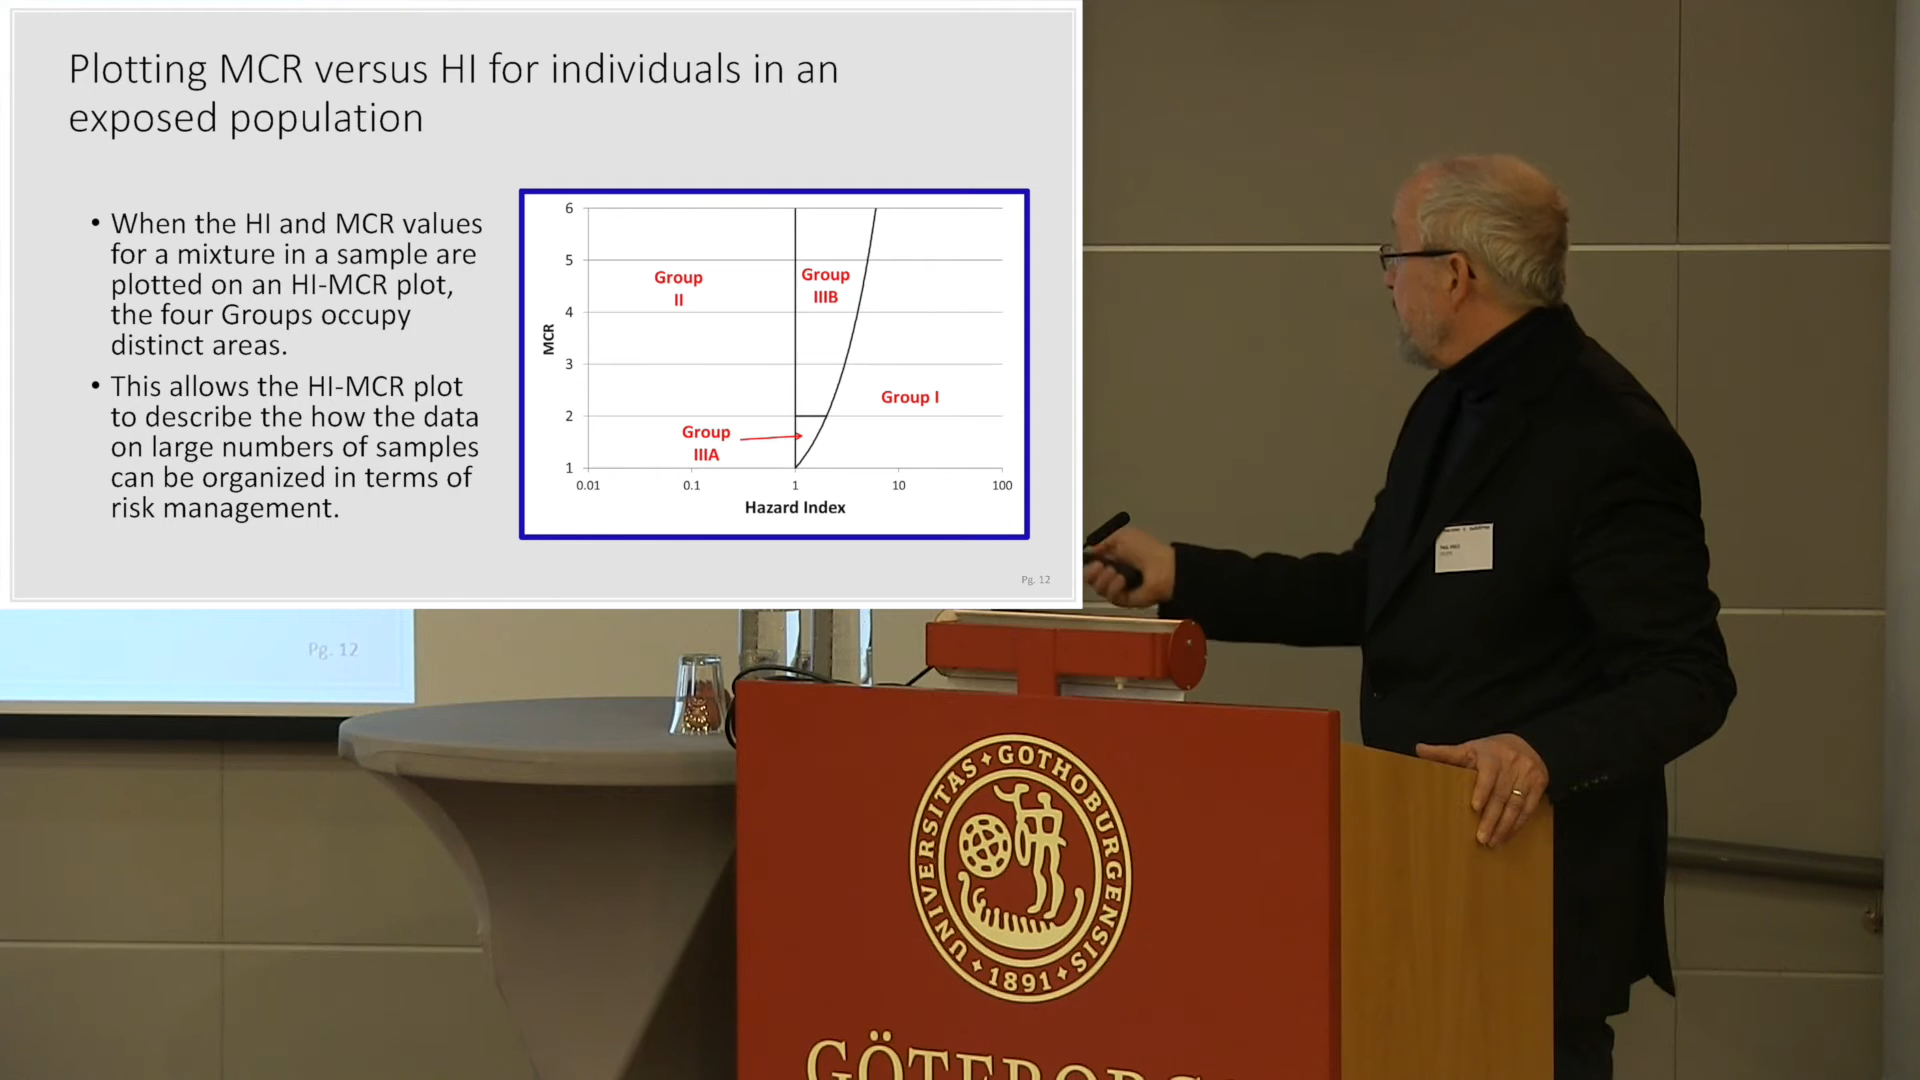 Plotting MCR versus HI for individuals in an
exposed population
• When the HI and MCR values
for a mixture in a sample are
plotted on an HI-MCR plot,
the four Groups occupy
distinct areas.
• This allows the HI-MCR plot
to describe the how the data
on large numbers of samples
can be organized in terms of
risk management.
6
5
4
3
2
1
MCR
Group
II
Group
IIIB
Group I
Group
IIIA
0.01 0.1 1 10 100
Hazard Index
Pg. 12
Pg. 12
UNIVERSITAS GOTHOBURGENSIS
1891